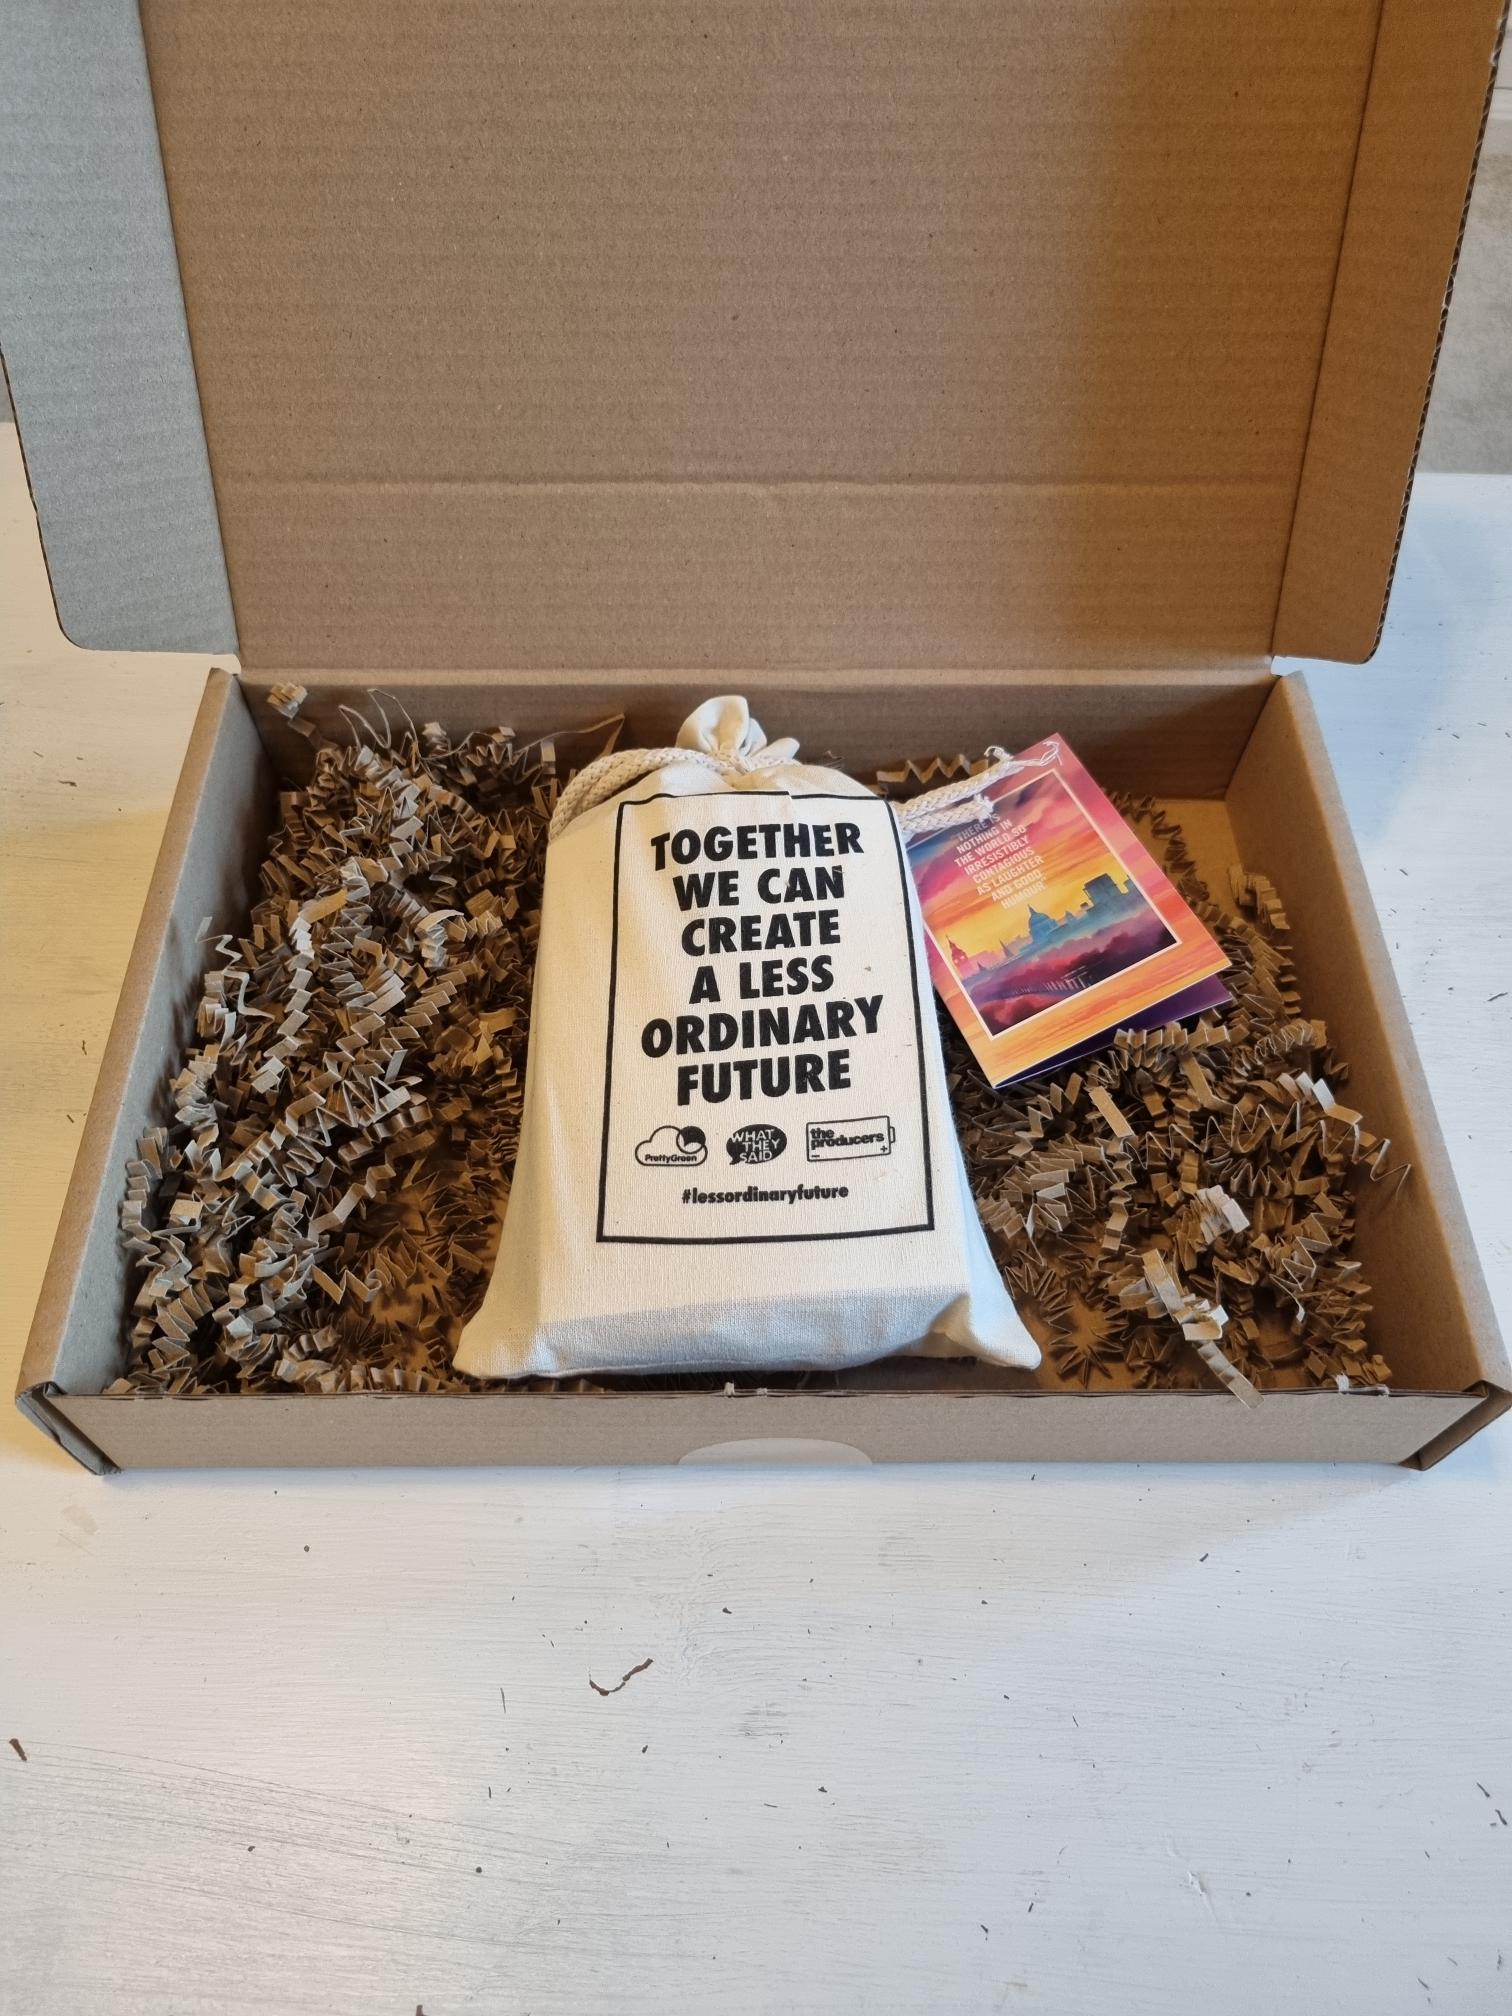 TOGETHER
WE CAN
CREATE
A LESS
ORDINARY
FUTURE
PrettyGreen
WHAT
THEY
SAID
the
producers
- +
#lessordinaryfuture
THERE IS
NOTHING IN
THE WORLD SO
IRRESISTIBLY
CONTAGIOUS
AS LAUGHTER
AND GOOD
HUMOUR